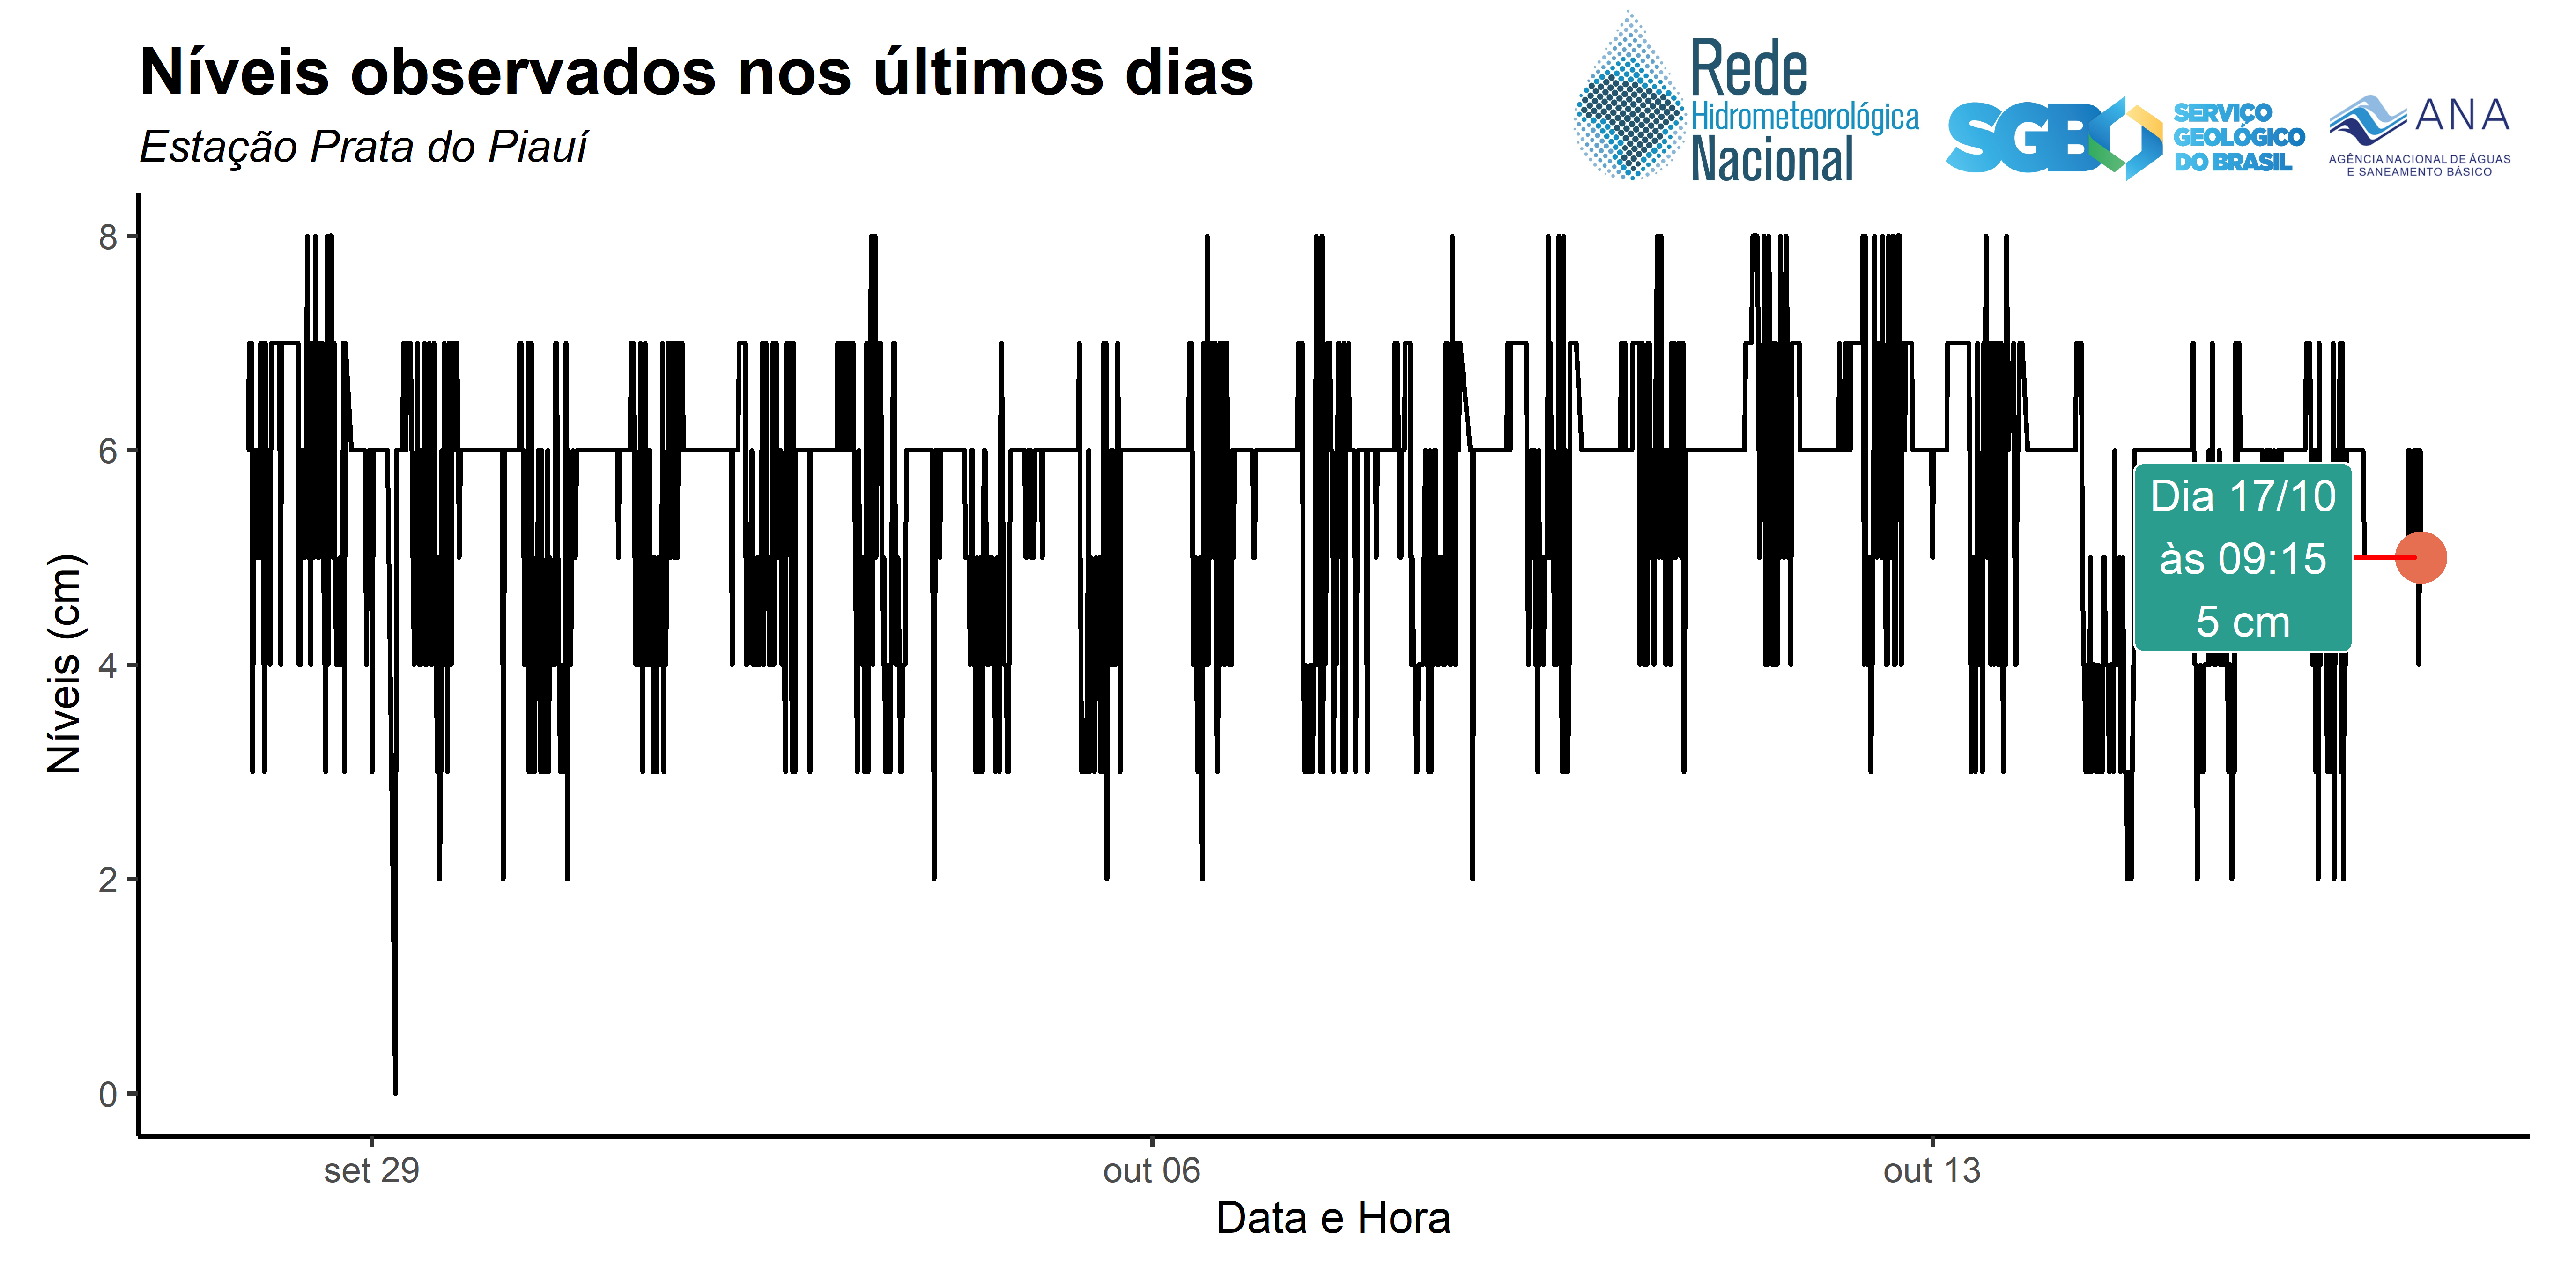 Níveis observados nos últimos dias
Estação Prata do Piauí
Rede
Hidrometeorológica
Nacional
SGB
SERVIÇO
GEOLÓGICO
DO BRASIL
ANA
AGÊNCIA NACIONAL DE ÁGUAS
E SANEAMENTO BÁSICO
Níveis (cm)
8
6
4
2
0
Dia 17/10
às 09:15
5 cm
set 29
out 06
out 13
Data e Hora